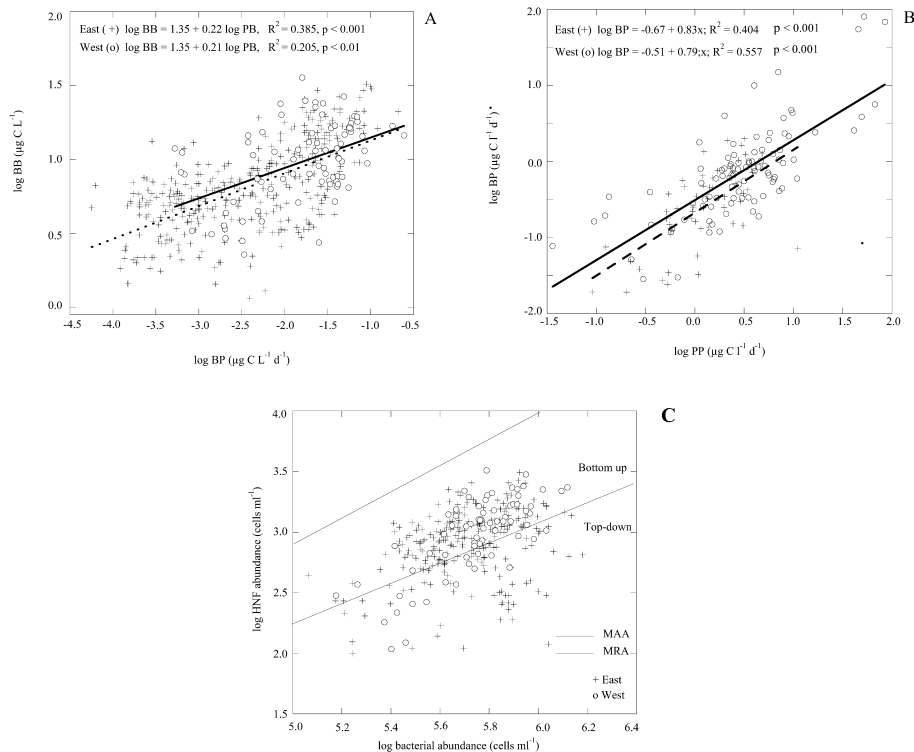 A
East ( + ) log BB = 1.35 + 0.22 log PB, R² = 0.385, p < 0.001
West (o) log BB = 1.35 + 0.21 log PB, R² = 0.205, p < 0.01
log BB (µg C L⁻¹)
2.0
1.5
1.0
0.5
0.0
-4.5 -4.0 -3.5 -3.0 -2.5 -2.0 -1.5 -1.0 -0.5
log BP (µg C L⁻¹ d⁻¹)
B
East (+) log BP = -0.67 + 0.83x; R² = 0.404 p < 0.001
West (o) log BP = -0.51 + 0.79;x; R² = 0.557 p < 0.001
log BP (µg C l⁻¹ d⁻¹)
2.0
1.0
-0.0
-1.0
-2.0
-1.5 -1.0 -0.5 0.0 0.5 1.0 1.5 2.0
log PP (µg C l⁻¹ d⁻¹)
C
log HNF abundance (cells ml⁻¹)
4.0
3.5
3.0
2.5
2.0
1.5
Bottom up
Top-down
MAA
MRA
+ East
o West
5.0 5.2 5.4 5.6 5.8 6.0 6.2 6.4
log bacterial abundance (cells ml⁻¹)